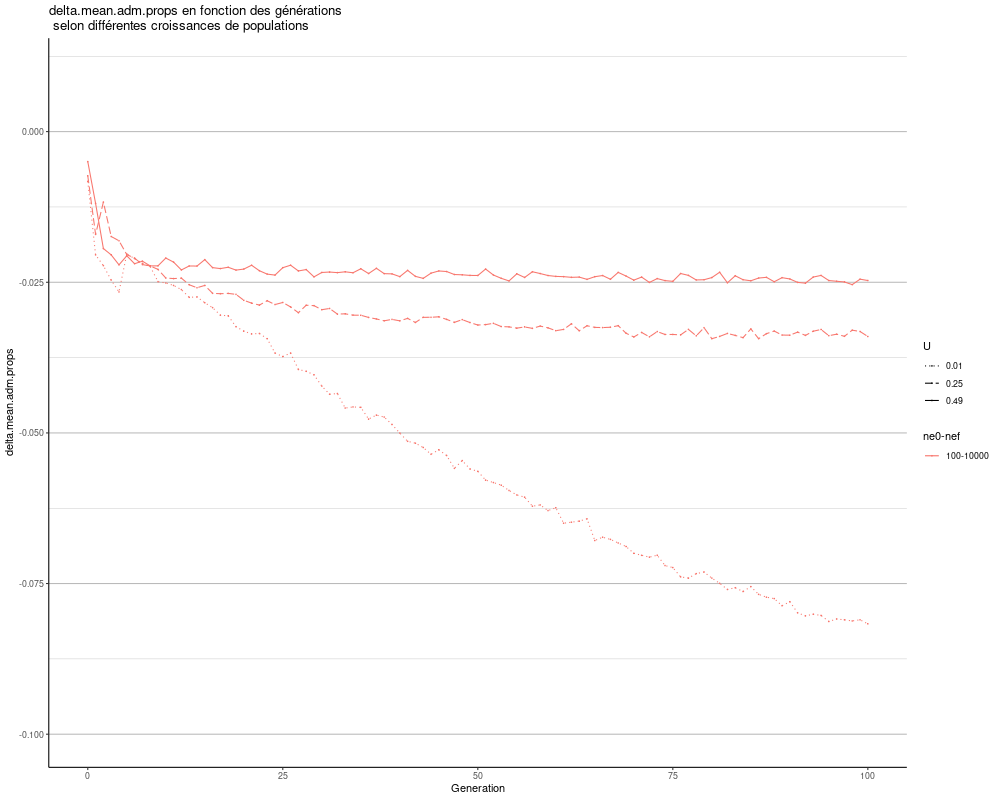 delta.mean.adm.props en fonction des générations
selon différentes croissances de populations
delta.mean.adm.props
0.000
-0.025
-0.050
-0.075
-0.100
0
25
50
75
100
Generation
U
0.01
0.25
0.49
ne0-nef
100-10000